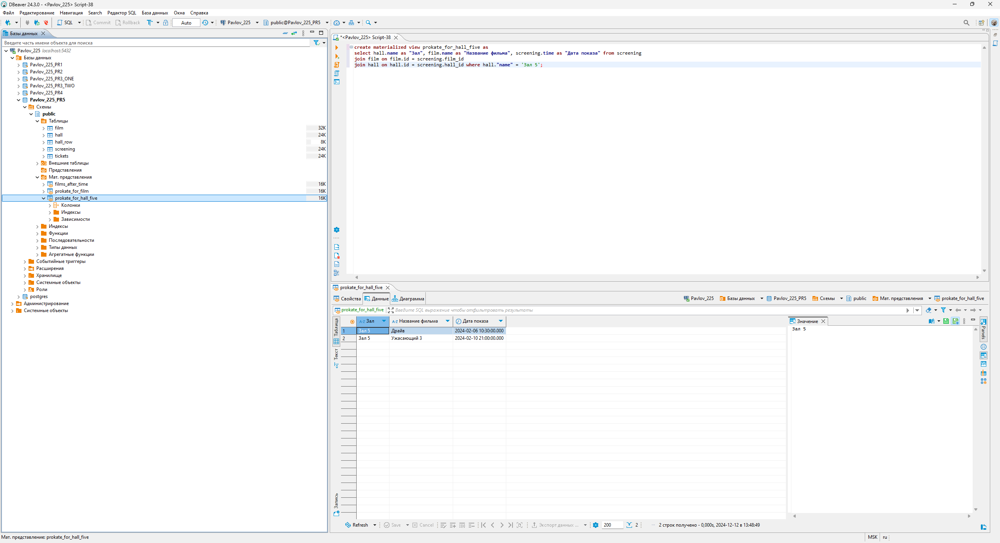 DBeaver 24.3.0 - <Pavlov_225> Script-38
Файл Редактирование Навигация Search Редактор SQL База данных Окна Справка
SQL Commit Rollback Auto Pavlov_225 public@Pavlov_225_PR5
Базы данных
Введите часть имени объекта для поиска
Pavlov_225 localhost:5432
Базы данных
Pavlov_225_PR1
Pavlov_225_PR2
Pavlov_225_PR3_ONE
Pavlov_225_PR3_TWO
Pavlov_225_PR4
Pavlov_225_PR5
Схемы
public
Таблицы
film 32K
hall 24K
hall_row 8K
screening 24K
tickets 24K
Внешние таблицы
Представления
Мат. представления
films_after_time 16K
prokate_for_film 16K
prokate_for_hall_five 16K
Колонки
Индексы
Зависимости
Индексы
Функции
Последовательности
Типы данных
Агрегатные функции
Событийные триггеры
Расширения
Хранилище
Системные объекты
Роли
postgres
Администрирование
Системные объекты
*<Pavlov_225> Script-38
create materialized view prokate_for_hall_five as
select hall.name as "Зал", film.name as "Название фильма", screening.time as "Дата показа" from screening
join film on film.id = screening.film_id
join hall on hall.id = screening.hall_id where hall."name" = 'Зал 5';
prokate_for_hall_five
Свойства Данные Диаграмма Pavlov_225 Базы данных Pavlov_225_PR5 Схемы public Мат. представления prokate_for_hall_five
prokate_for_hall_five Введите SQL выражение чтобы отфильтровать результаты
Таблица
Текст
Запись
A-Z Зал A-Z Название фильма Дата показа
1 Зал 5 Драйв 2024-02-06 10:30:00.000
2 Зал 5 Ужасающий 3 2024-02-10 21:00:00.000
Значение
Зал 5
Panels
Refresh Save Cancel Экспорт данных ... 200 2 ... 2 строк получено - 0,000s, 2024-12-12 в 13:48:49
Мат. представление: prokate_for_hall_five MSK ru